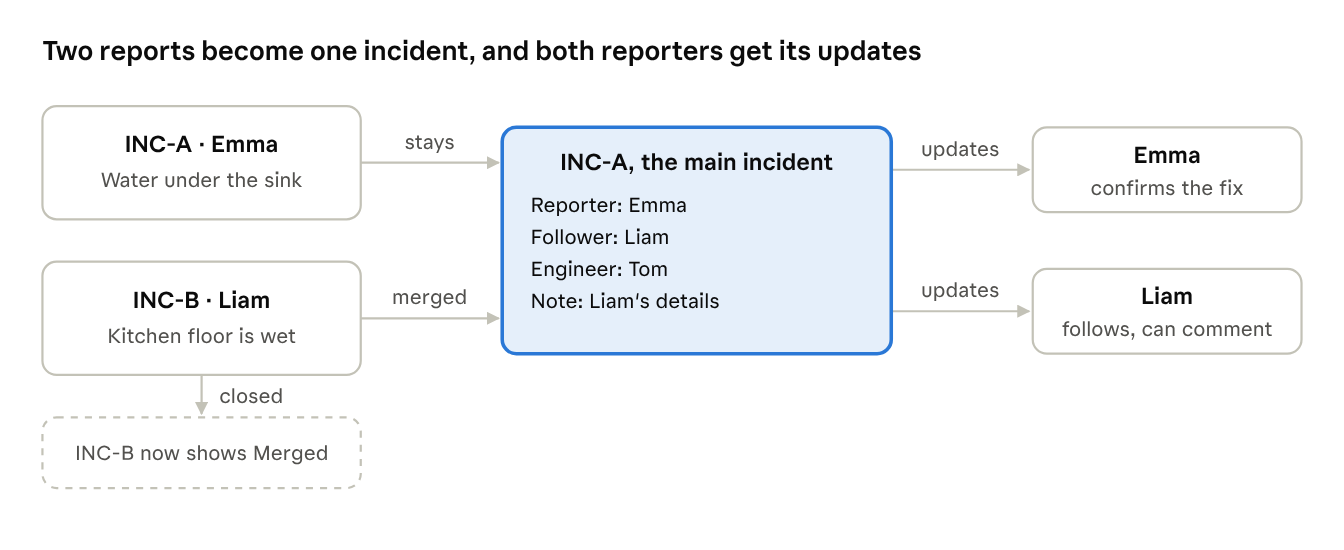 Two reports become one incident, and both reporters get its updates
INC-A · Emma
Water under the sink
stays
INC-B · Liam
Kitchen floor is wet
merged
closed
INC-B now shows Merged
INC-A, the main incident
Reporter: Emma
Follower: Liam
Engineer: Tom
Note: Liam's details
updates
Emma
confirms the fix
updates
Liam
follows, can comment